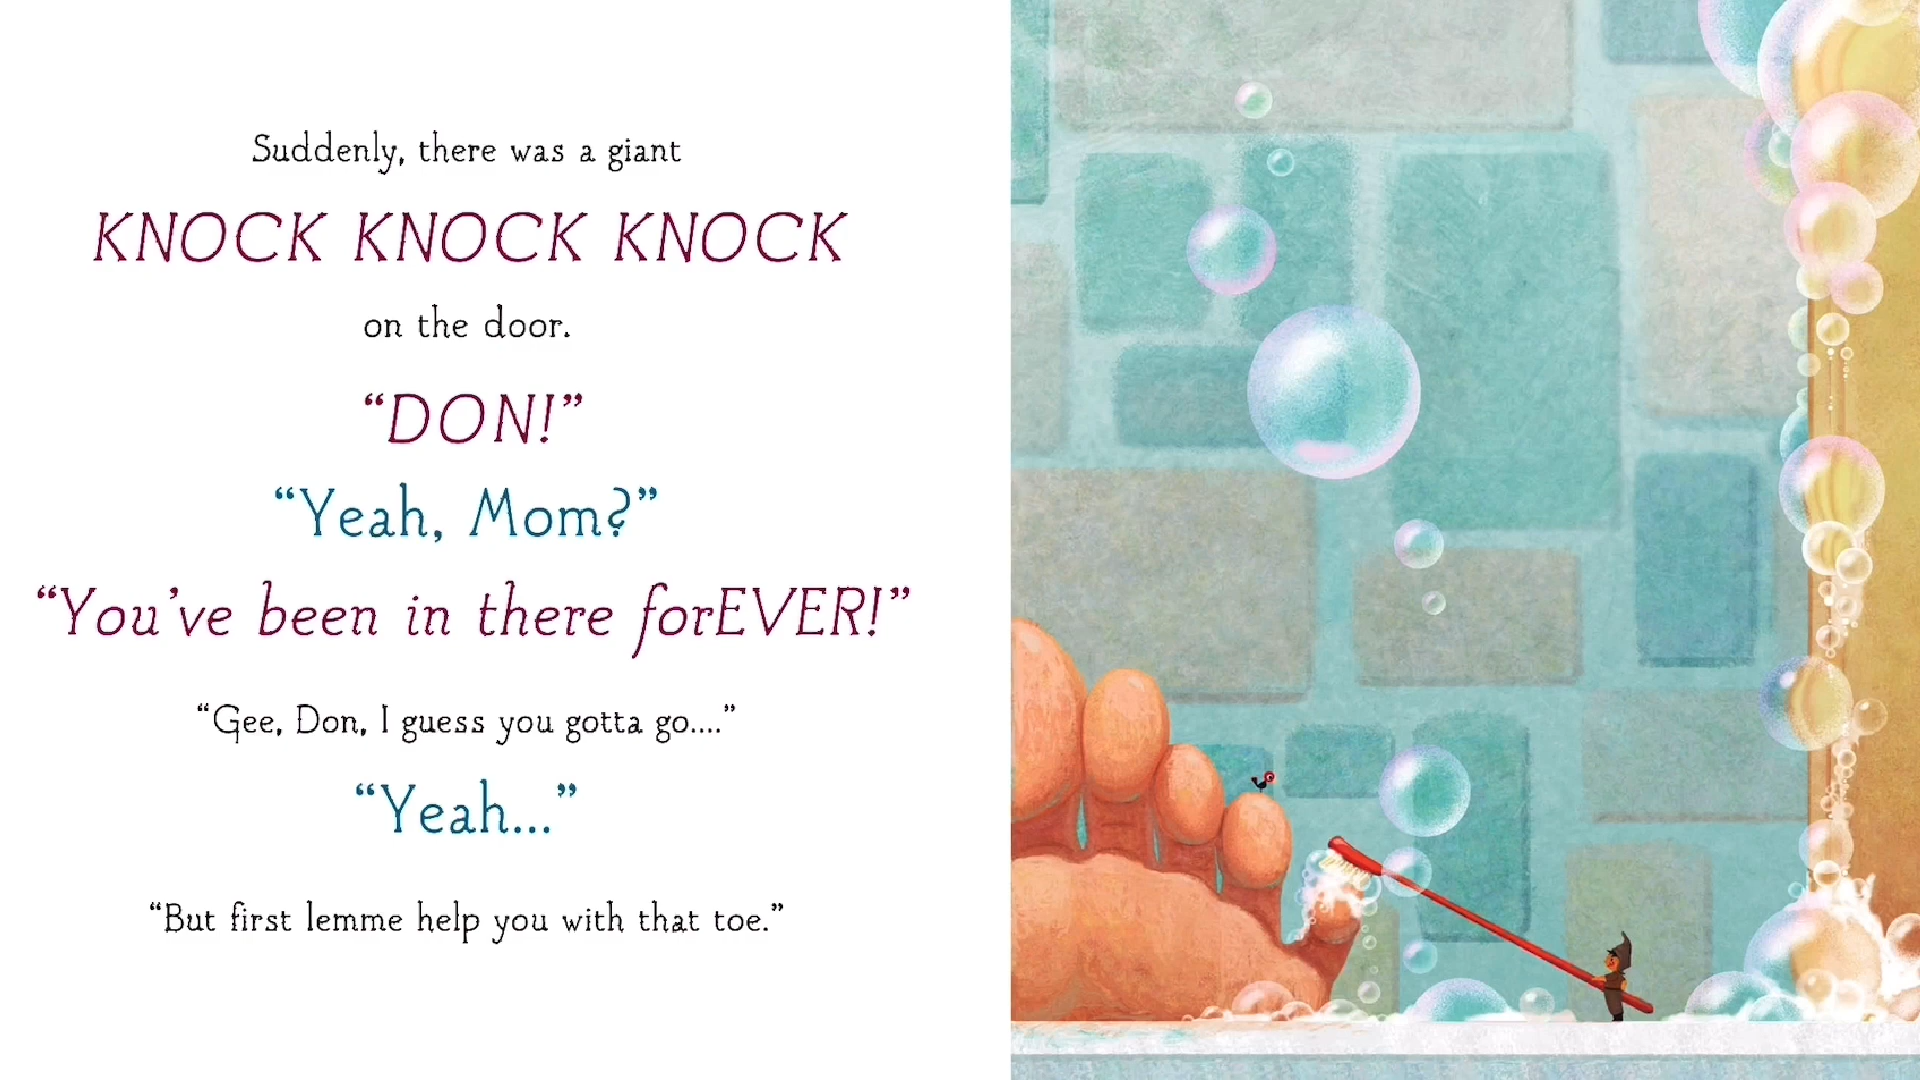 Suddenly, there was a giant
KNOCK KNOCK KNOCK
on the door.
“DON!”
“Yeah, Mom?”
“You’ve been in there forEVER!”
“Gee, Don, I guess you gotta go....”
“Yeah...”
“But first lemme help you with that toe.”